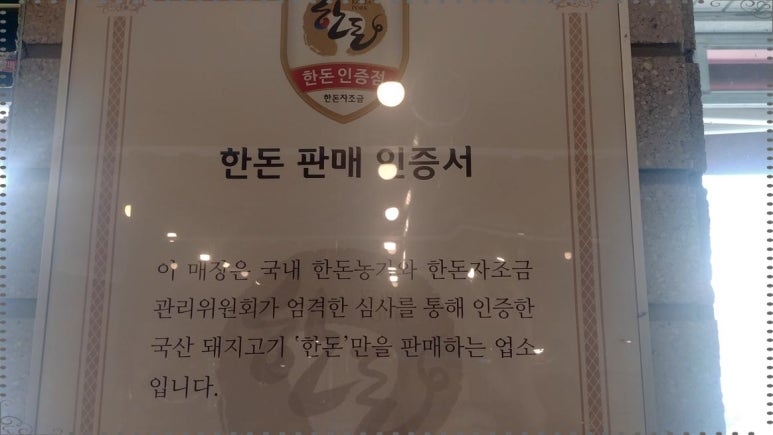 한돈
한돈인증점
한돈자조금
한돈 판매 인증서
이 매장은 국내 한돈농가와 한돈자조금
관리위원회가 엄격한 심사를 통해 인증한
국산 돼지고기 '한돈'만을 판매하는 업소
입니다.
한돈